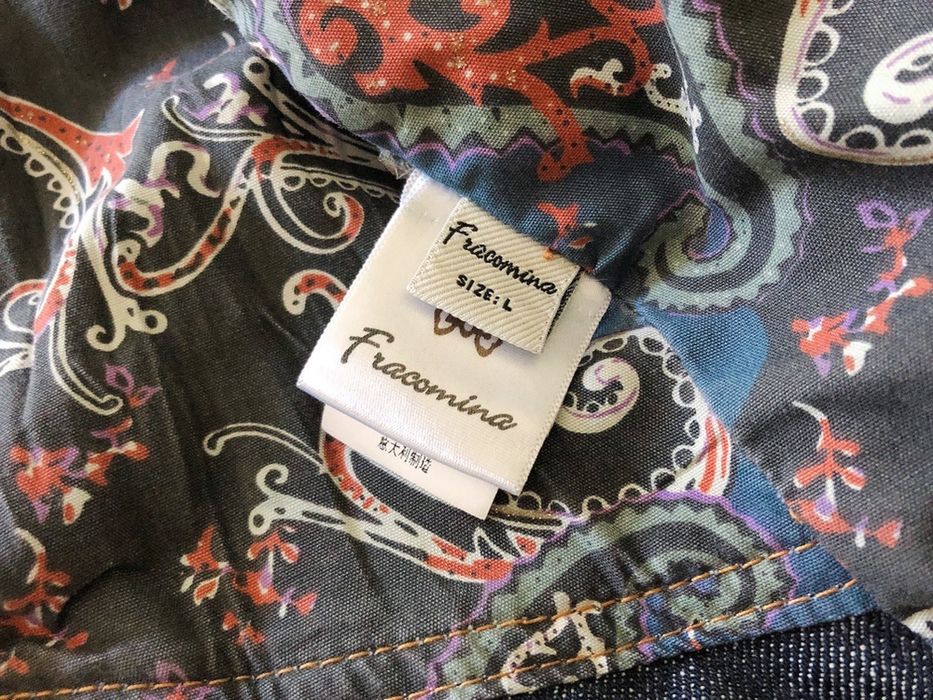 Fracomina
SIZE: L
Fracomina
意大利制造